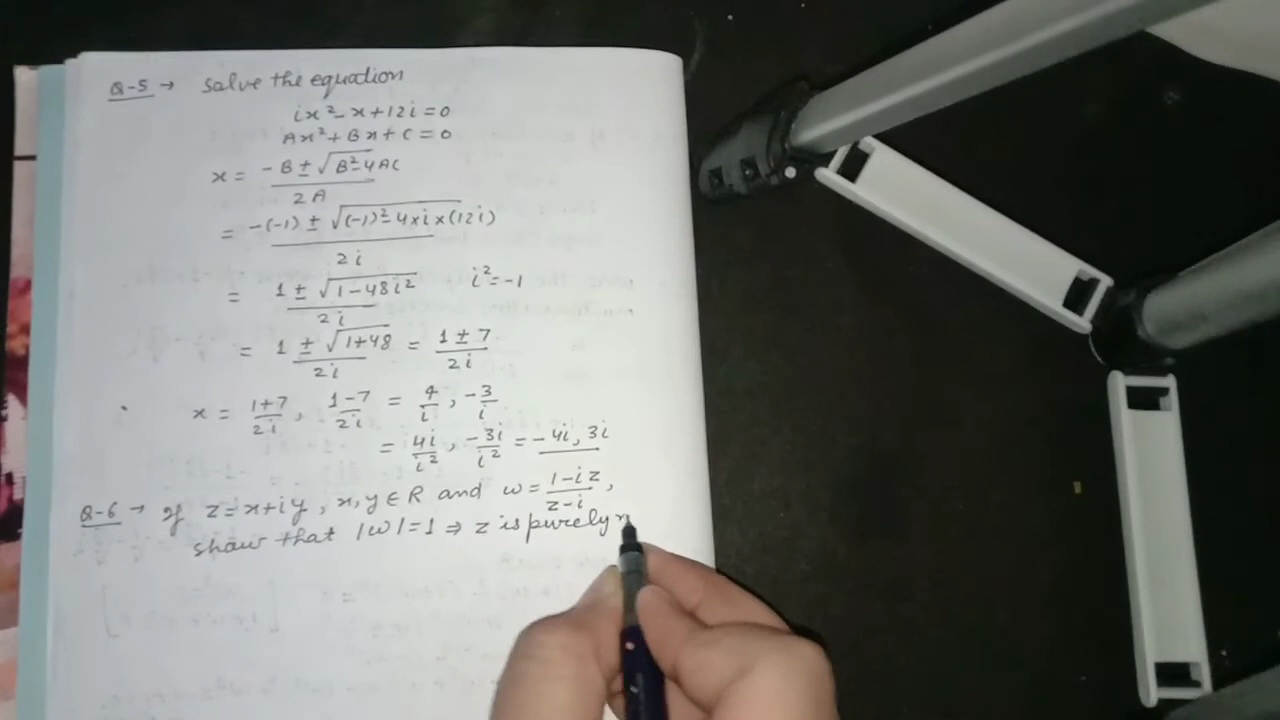 Q-5 → Solve the equation
ix² - x + 12i = 0
Ax² + Bx + C = 0
x = -B ± √B² - 4AC / 2A
= -(-1) ± √(-1)² - 4×i×(12i) / 2i
= 1 ± √1 - 48i² / 2i i² = -1
= 1 ± √1+48 / 2i = 1 ± 7 / 2i
x = 1+7 / 2i , 1-7 / 2i = 4/i , -3/i
= 4i/i² , -3i/i² = -4i, 3i
Q-6 → If z = x+iy , x, y ∈ R and ω = 1-iz / z-i ,
show that |ω| = 1 ⇒ z is purely